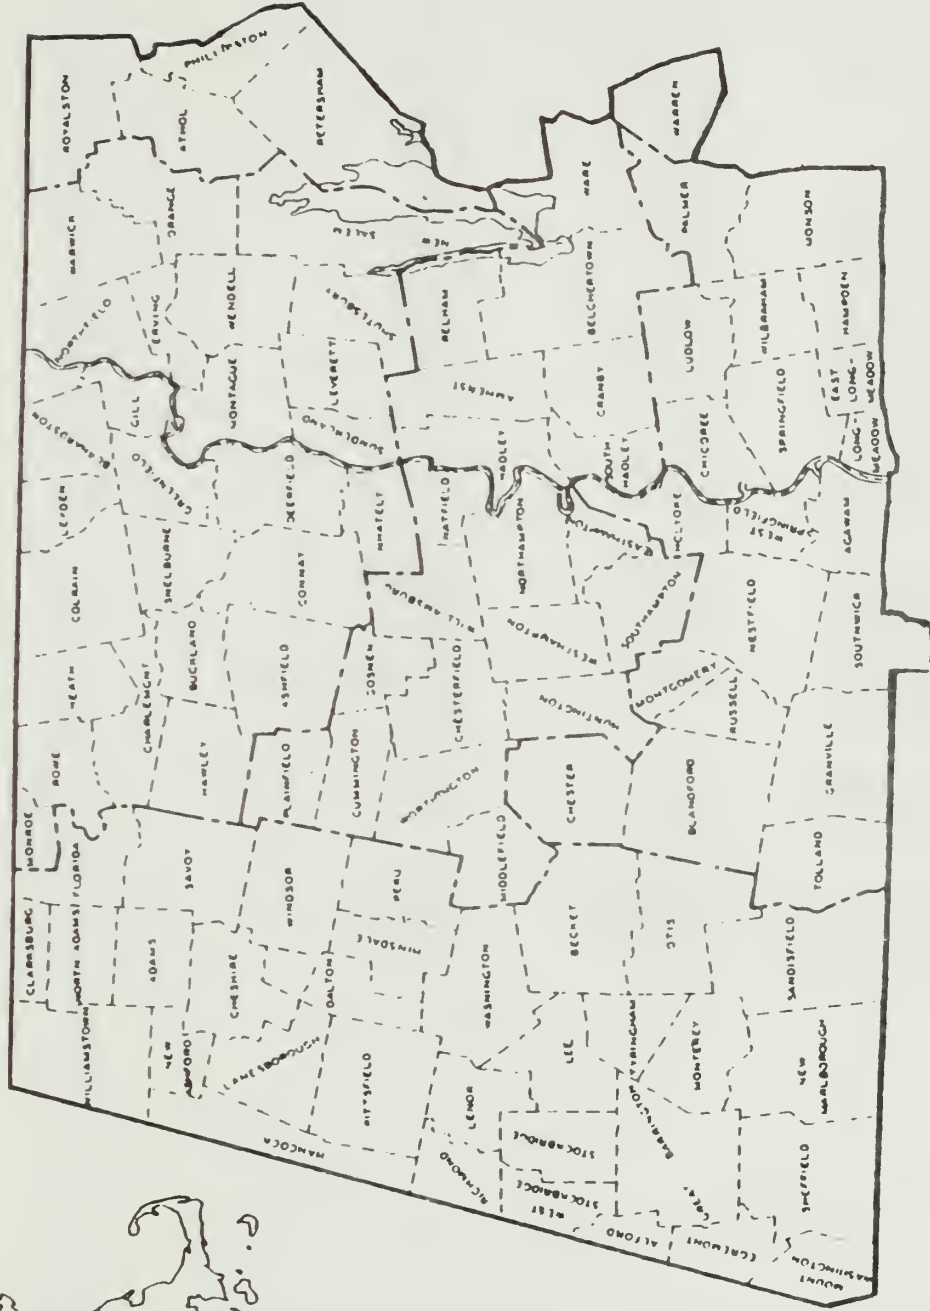 WILLIAMSTOWN
CLARKSBURG
NORTH ADAMS
FLORIDA
MONROE
ROWE
HEATH
COLRAIN
LEYDEN
BERNARDSTON
NORTHFIELD
WARWICK
ROYALSTON
NEW
ASHFORD
ADAMS
SAVOY
CHARLEMONT
HAWLEY
BUCKLAND
SHELBURNE
GREENFIELD
GILL
ERVING
ORANGE
ATHOL
PHILLIPSTON
HANCOCK
LANESBOROUGH
CHESHIRE
WINDSOR
PLAINFIELD
ASHFIELD
CONWAY
DEERFIELD
MONTAGUE
WENDELL
PETERSHAM
PITTSFIELD
DALTON
HINSDALE
PERU
CUMMINGTON
GOSHEN
WHATELY
SUNDERLAND
LEVERETT
SHUTESBURY
NEW
SALEM
RICHMOND
LENOX
WASHINGTON
MIDDLEFIELD
WORTHINGTON
CHESTERFIELD
WILLIAMSBURG
HATFIELD
HADLEY
AMHERST
PELHAM
WEST
STOCKBRIDGE
STOCKBRIDGE
LEE
BECKET
CHESTER
HUNTINGTON
WESTHAMPTON
NORTHAMPTON
EASTHAMPTON
SOUTH
HADLEY
GRANBY
BELCHERTOWN
WARE
ALFORD
GREAT
BARRINGTON
TYRINGHAM
OTIS
BLANDFORD
MONTGOMERY
SOUTHAMPTON
HOLYOKE
CHICOPEE
LUDLOW
PALMER
WARREN
EGREMONT
MONTEREY
RUSSELL
WESTFIELD
WEST
SPRINGFIELD
SPRINGFIELD
WILBRAHAM
MONSON
MOUNT
WASHINGTON
SHEFFIELD
NEW
MARLBOROUGH
SANDISFIELD
TOLLAND
GRANVILLE
SOUTHWICK
AGAWAM
LONG-
MEADOW
EAST
LONG-
MEADOW
HAMPDEN